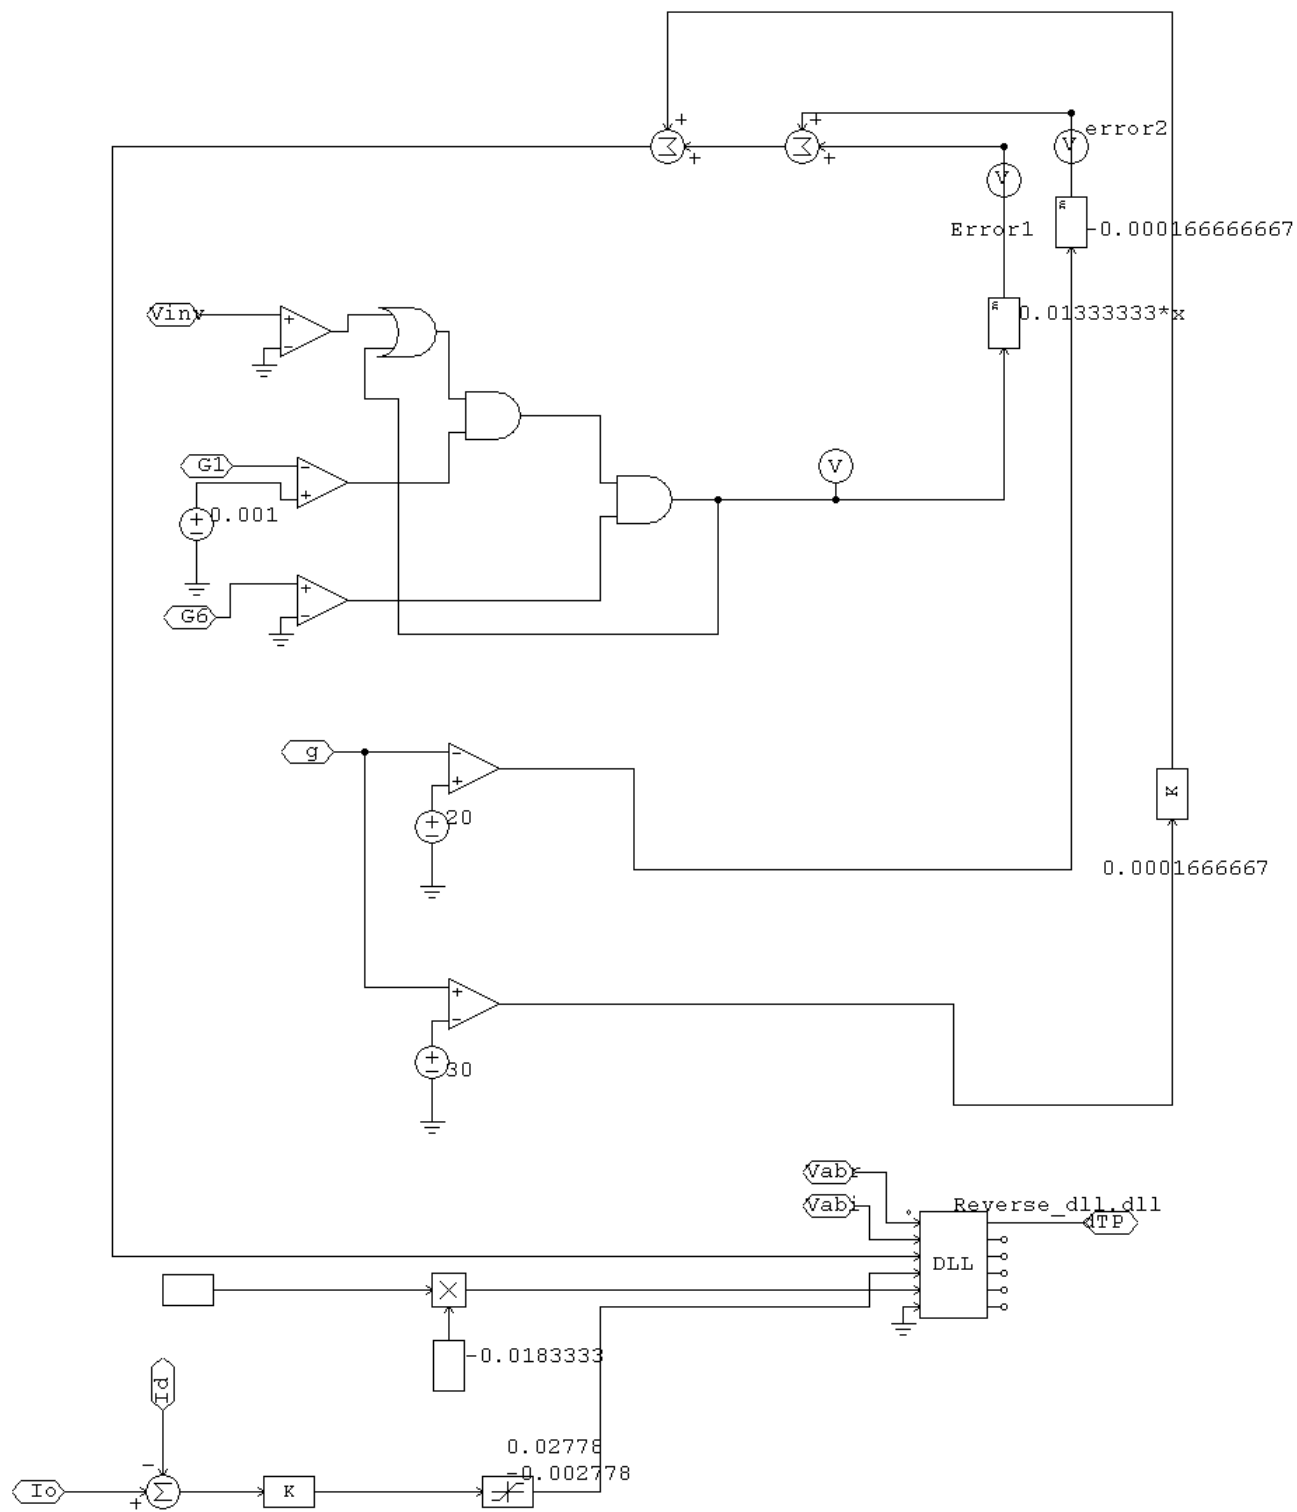 +
+
error2
V
Σ
Σ
+
+
V
m
Error1
-0.000166666667
Vinv
+
-
m
0.01333333*x
G1
-
+
V
+
-
0.001
+
-
G6
g
-
+
+
-
20
K
0.0001666667
+
-
+
-
30
Vabr
Vabi
Reverse_dll.dll
dTP
DLL
-0.0183333
Id
0.02778
-0.002778
-
Io
+
Σ
K